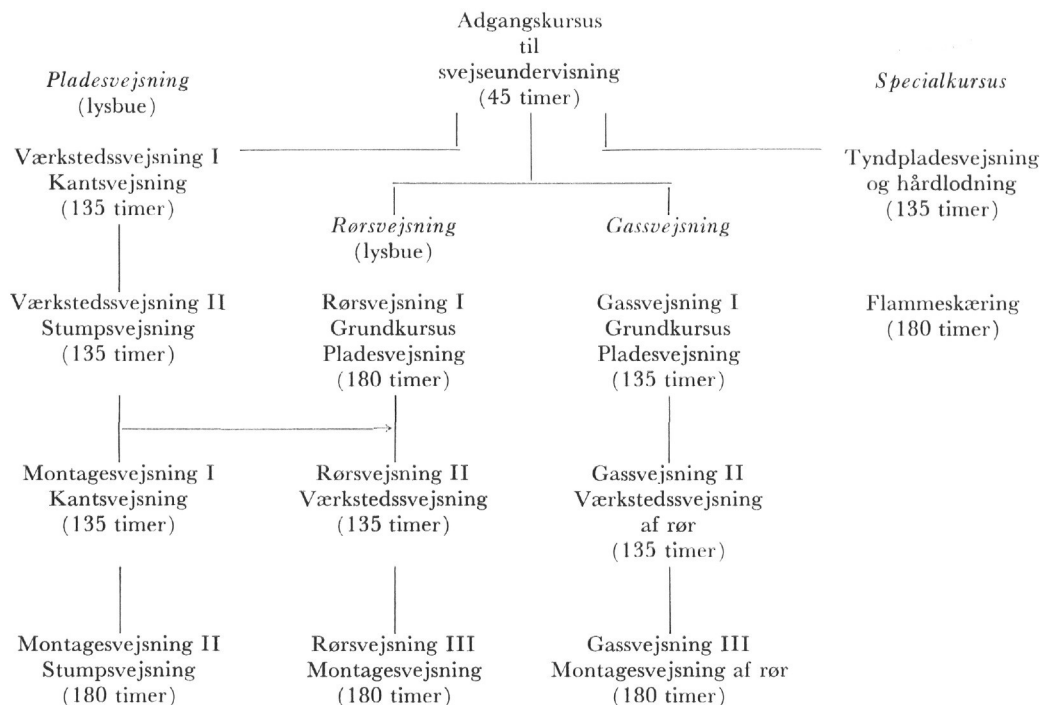 Adgangskursus
til
svejseundervisning
(45 timer)
Pladesvejsning
(lysbue)
Specialkursus
Værkstedssvejsning I
Kantsvejsning
(135 timer)
Tyndpladesvejsning
og hårdlodning
(135 timer)
Rørsvejsning
(lysbue)
Gassvejsning
Værkstedssvejsning II
Stumpsvejsning
(135 timer)
Rørsvejsning I
Grundkursus
Pladesvejsning
(180 timer)
Gassvejsning I
Grundkursus
Pladesvejsning
(135 timer)
Flammeskæring
(180 timer)
Montagesvejsning I
Kantsvejsning
(135 timer)
Rørsvejsning II
Værkstedssvejsning
(135 timer)
Gassvejsning II
Værkstedssvejsning
af rør
(135 timer)
Montagesvejsning II
Stumpsvejsning
(180 timer)
Rørsvejsning III
Montagesvejsning
(180 timer)
Gassvejsning III
Montagesvejsning af rør
(180 timer)